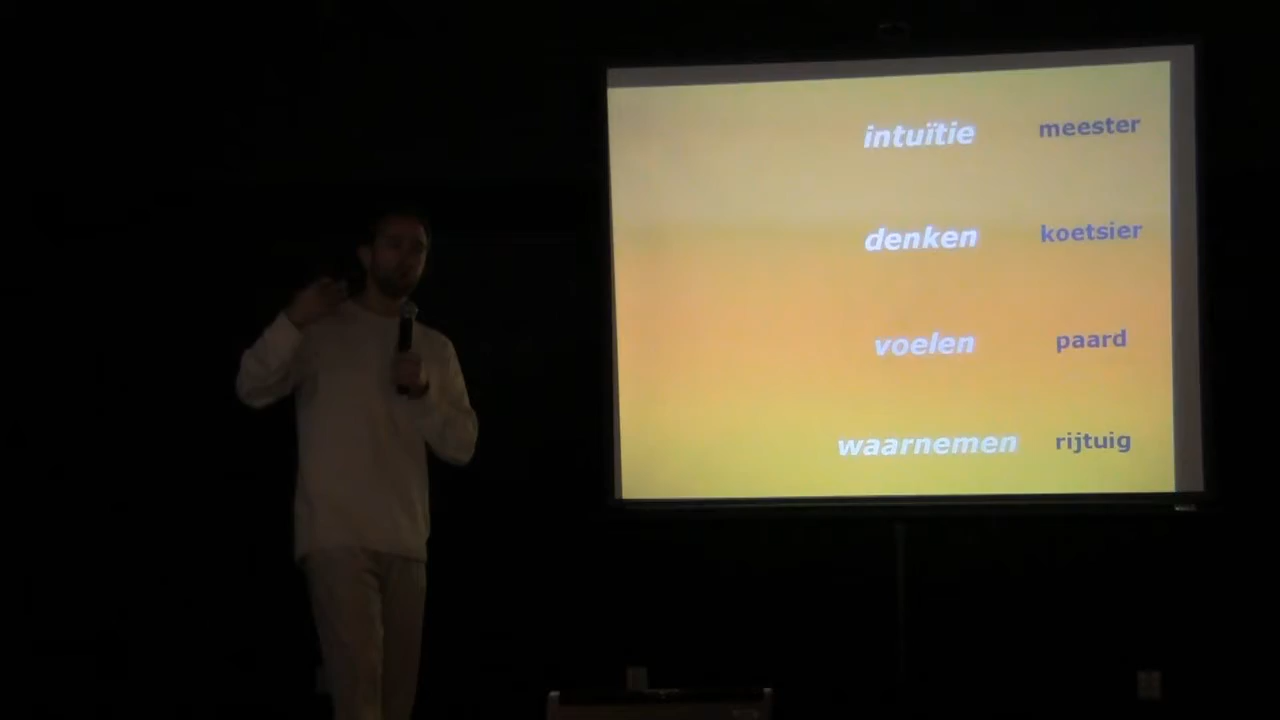 intuïtie meester
denken koetsier
voelen paard
waarnemen rijtuig